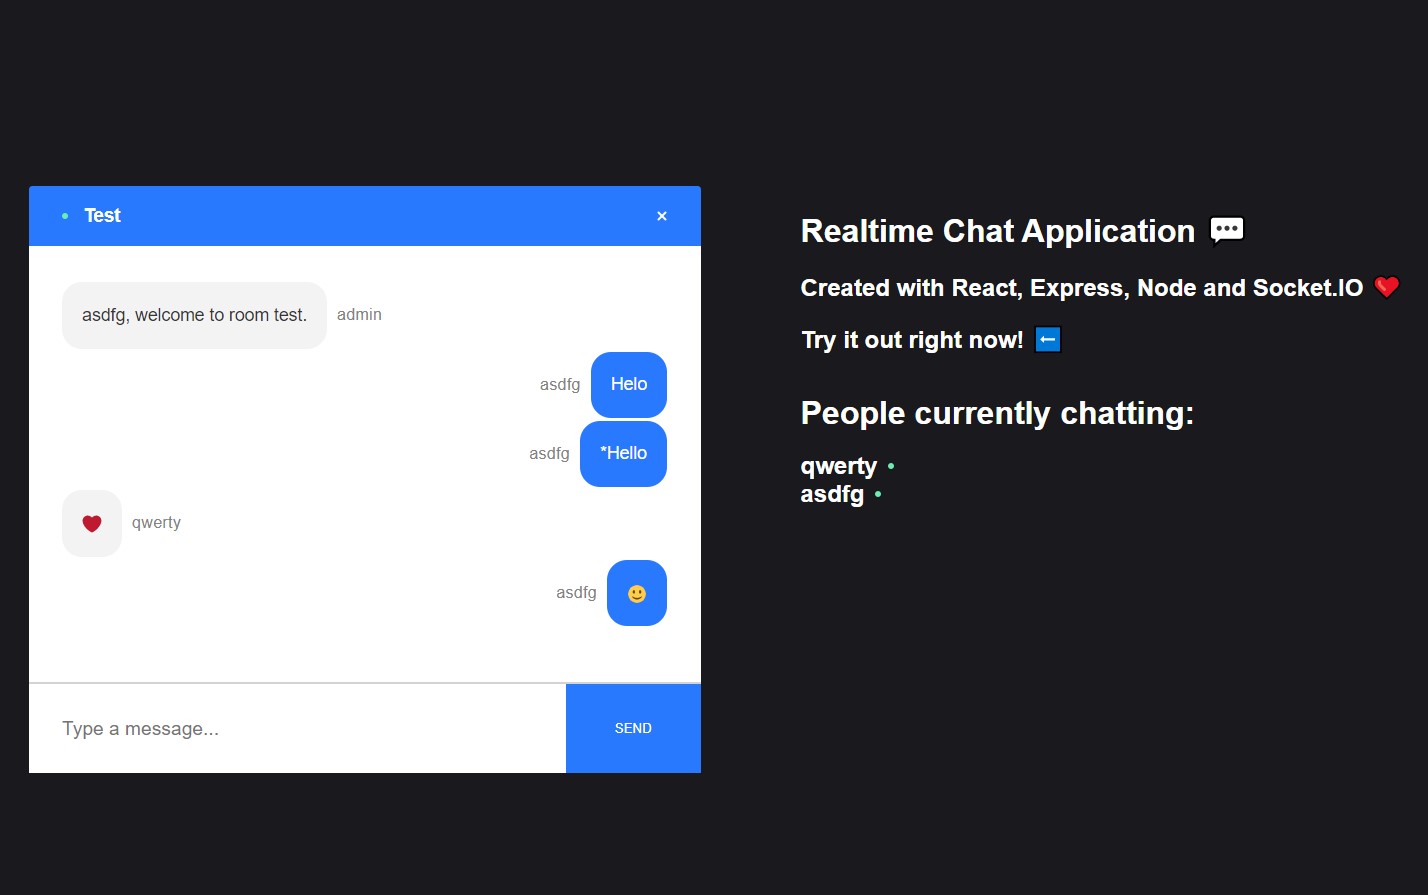 Test ×
asdfg, welcome to room test. admin
asdfg Helo
asdfg *Hello
❤️ qwerty
asdfg 🙂
Type a message...
SEND
Realtime Chat Application 💬
Created with React, Express, Node and Socket.IO ❤️
Try it out right now! ⬅️
People currently chatting:
qwerty
asdfg